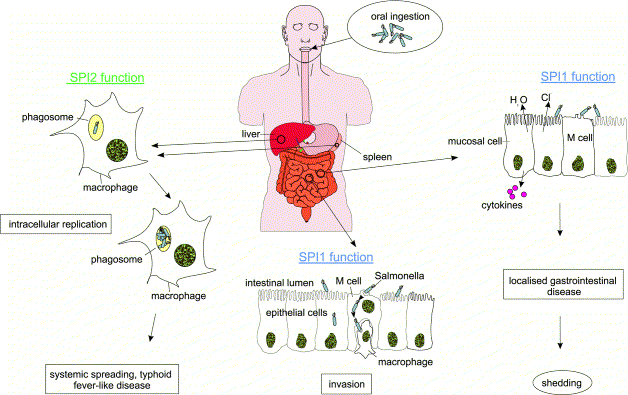 oral ingestion
SPI2 function
phagosome
macrophage
intracellular replication
phagosome
macrophage
systemic spreading, typhoid
fever-like disease
liver
spleen
SPI1 function
intestinal lumen
M cell
Salmonella
epithelial cells
macrophage
invasion
SPI1 function
H O
Cl
mucosal cell
M cell
cytokines
localised gastrointestinal
disease
shedding